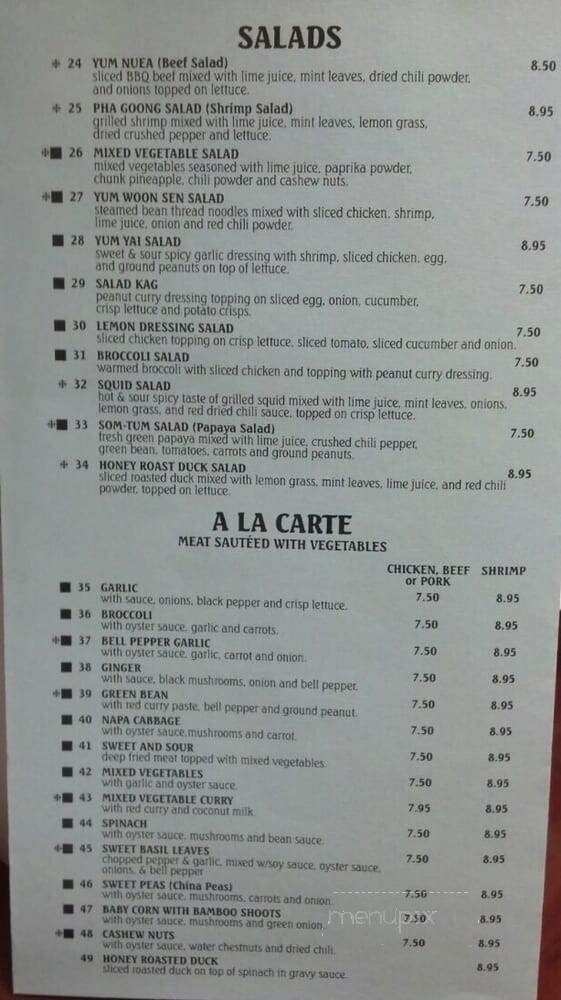 SALADS
24 YUM NUEA (Beef Salad) 8.50
sliced BBQ beef mixed with lime juice, mint leaves, dried chili powder,
and onions topped on lettuce.
25 PHA GOONG SALAD (Shrimp Salad) 8.95
grilled shrimp mixed with lime juice, mint leaves, lemon grass,
dried crushed pepper and lettuce.
26 MIXED VEGETABLE SALAD 7.50
mixed vegetables seasoned with lime juice, paprika powder,
chunk pineapple, chili powder and cashew nuts.
27 YUM WOON SEN SALAD 7.50
steamed bean thread noodles mixed with sliced chicken, shrimp,
lime juice, onion and red chili powder.
28 YUM YAI SALAD 8.95
sweet & sour spicy garlic dressing with shrimp, sliced chicken, egg,
and ground peanuts on top of lettuce.
29 SALAD KAG 7.50
peanut curry dressing topping on sliced egg, onion, cucumber,
crisp lettuce and potato crisps.
30 LEMON DRESSING SALAD 7.50
sliced chicken topping on crisp lettuce, sliced tomato, sliced cucumber and onion.
31 BROCCOLI SALAD 7.50
warmed broccoli with sliced chicken and topping with peanut curry dressing.
32 SQUID SALAD 8.95
hot & sour spicy taste of grilled squid mixed with lime juice, mint leaves, onions,
lemon grass, and red dried chili sauce, topped on crisp lettuce.
33 SOM-TUM SALAD (Papaya Salad) 7.50
fresh green papaya mixed with lime juice, crushed chili pepper,
green bean, tomatoes, carrots and ground peanuts.
34 HONEY ROAST DUCK SALAD 8.95
sliced roasted duck mixed with lemon grass, mint leaves, lime juice, and red chili
powder, topped on lettuce.
A LA CARTE
MEAT SAUTÉED WITH VEGETABLES
CHICKEN, BEEF SHRIMP
or PORK
35 GARLIC 7.50 8.95
with sauce, onions, black pepper and crisp lettuce.
36 BROCCOLI 7.50 8.95
with oyster sauce, garlic and carrots.
37 BELL PEPPER GARLIC 7.50 8.95
with oyster sauce, garlic, carrot and onion.
38 GINGER 7.50 8.95
with sauce, black mushrooms, onion and bell pepper.
39 GREEN BEAN 7.50 8.95
with red curry paste, bell pepper and ground peanut.
40 NAPA CABBAGE 7.50 8.95
with oyster sauce,mushrooms and carrot.
41 SWEET AND SOUR 7.50 8.95
deep fried meat topped with mixed vegetables.
42 MIXED VEGETABLES 7.50 8.95
with garlic and oyster sauce.
43 MIXED VEGETABLE CURRY 7.95 8.95
with red curry and coconut milk.
44 SPINACH 7.50 8.95
with oyster sauce, mushrooms and bean sauce.
45 SWEET BASIL LEAVES 7.50 8.95
chopped pepper & garlic, mixed w/soy sauce, oyster sauce,
onions, & bell pepper
46 SWEET PEAS (China Peas) 7.50 8.95
with oyster sauce, mushrooms, carrots and onion.
47 BABY CORN WITH BAMBOO SHOOTS 7.50 8.95
with oyster sauce, mushrooms and green onion.
menupix
48 CASHEW NUTS 7.50 8.95
with oyster sauce, water chestnuts and dried chili.
49 HONEY ROASTED DUCK 8.95
sliced roasted duck on top of spinach in gravy sauce.